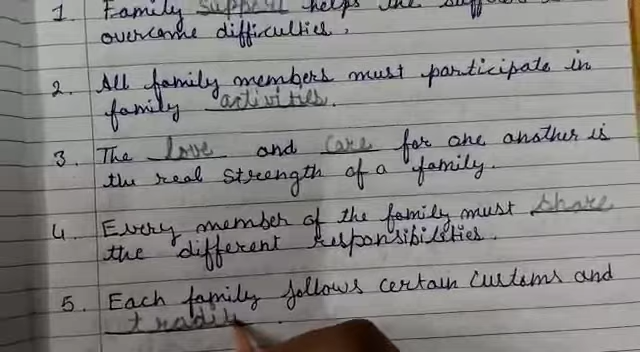 1. Family support helps the
overcome difficulties.
2. All family members must participate in
family activities.
3. The love and care for one another is
the real strength of a family.
4. Every member of the family must share
the different responsibilities.
5. Each family follows certain customs and
tradi